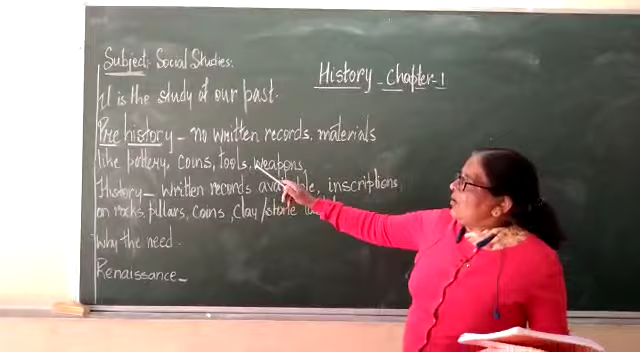 Subject: Social Studies:
History - Chapter-1
It is the study of our past.
Pre history - no written records, materials
like pottery, coins, tools, weapons
History - written records available, inscriptions,
on rocks, pillars, coins, clay/stone
Why the need.
Renaissance -